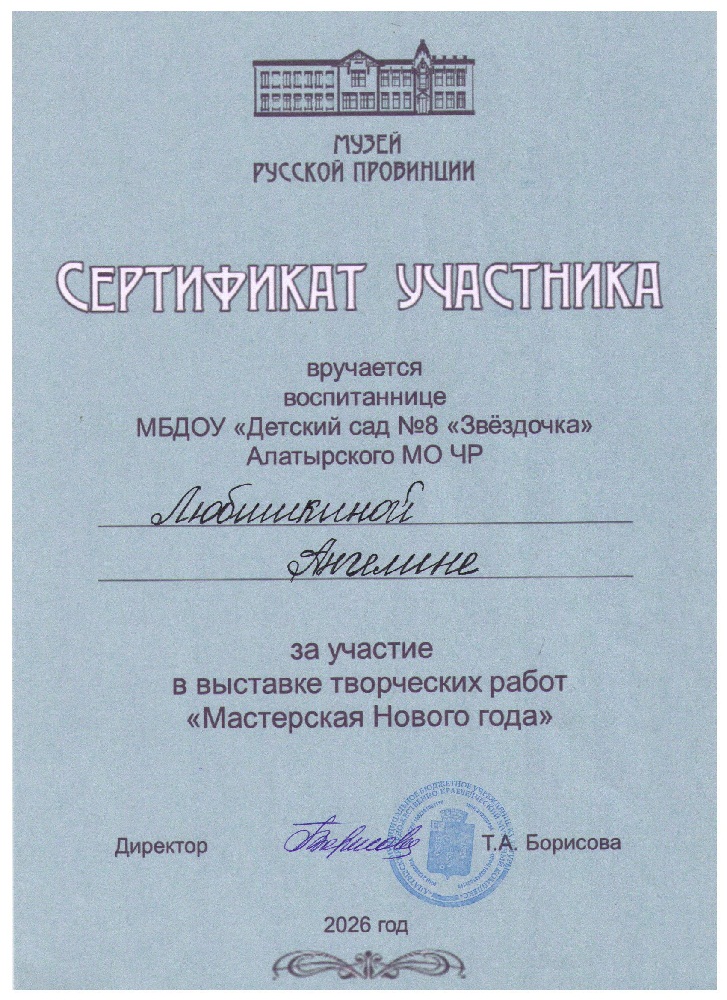 МУЗЕЙ
РУССКОЙ ПРОВИНЦИИ
СЕРТИФИКАТ УЧАСТНИКА
вручается
воспитаннице
МБДОУ «Детский сад №8 «Звёздочка»
Алатырского МО ЧР
Любишкиной
Ангелине
за участие
в выставке творческих работ
«Мастерская Нового года»
Директор Т.А. Борисова
2026 год